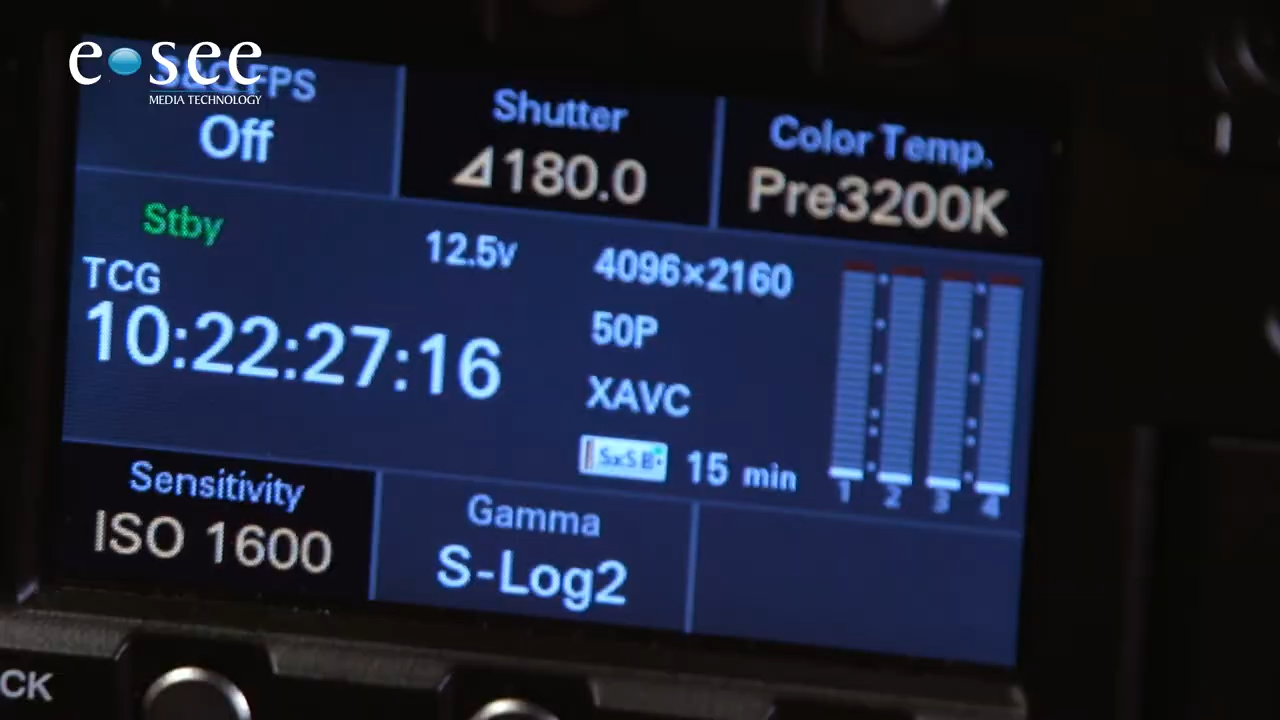 e see
MEDIA TECHNOLOGY
S&Q FPS
Off
Shutter
180.0
Color Temp.
Pre3200K
Stby
12.5V
4096×2160
TCG
10:22:27:16
50P
XAVC
SxS B
15 min
1 2 3 4
Sensitivity
ISO 1600
Gamma
S-Log2
CK